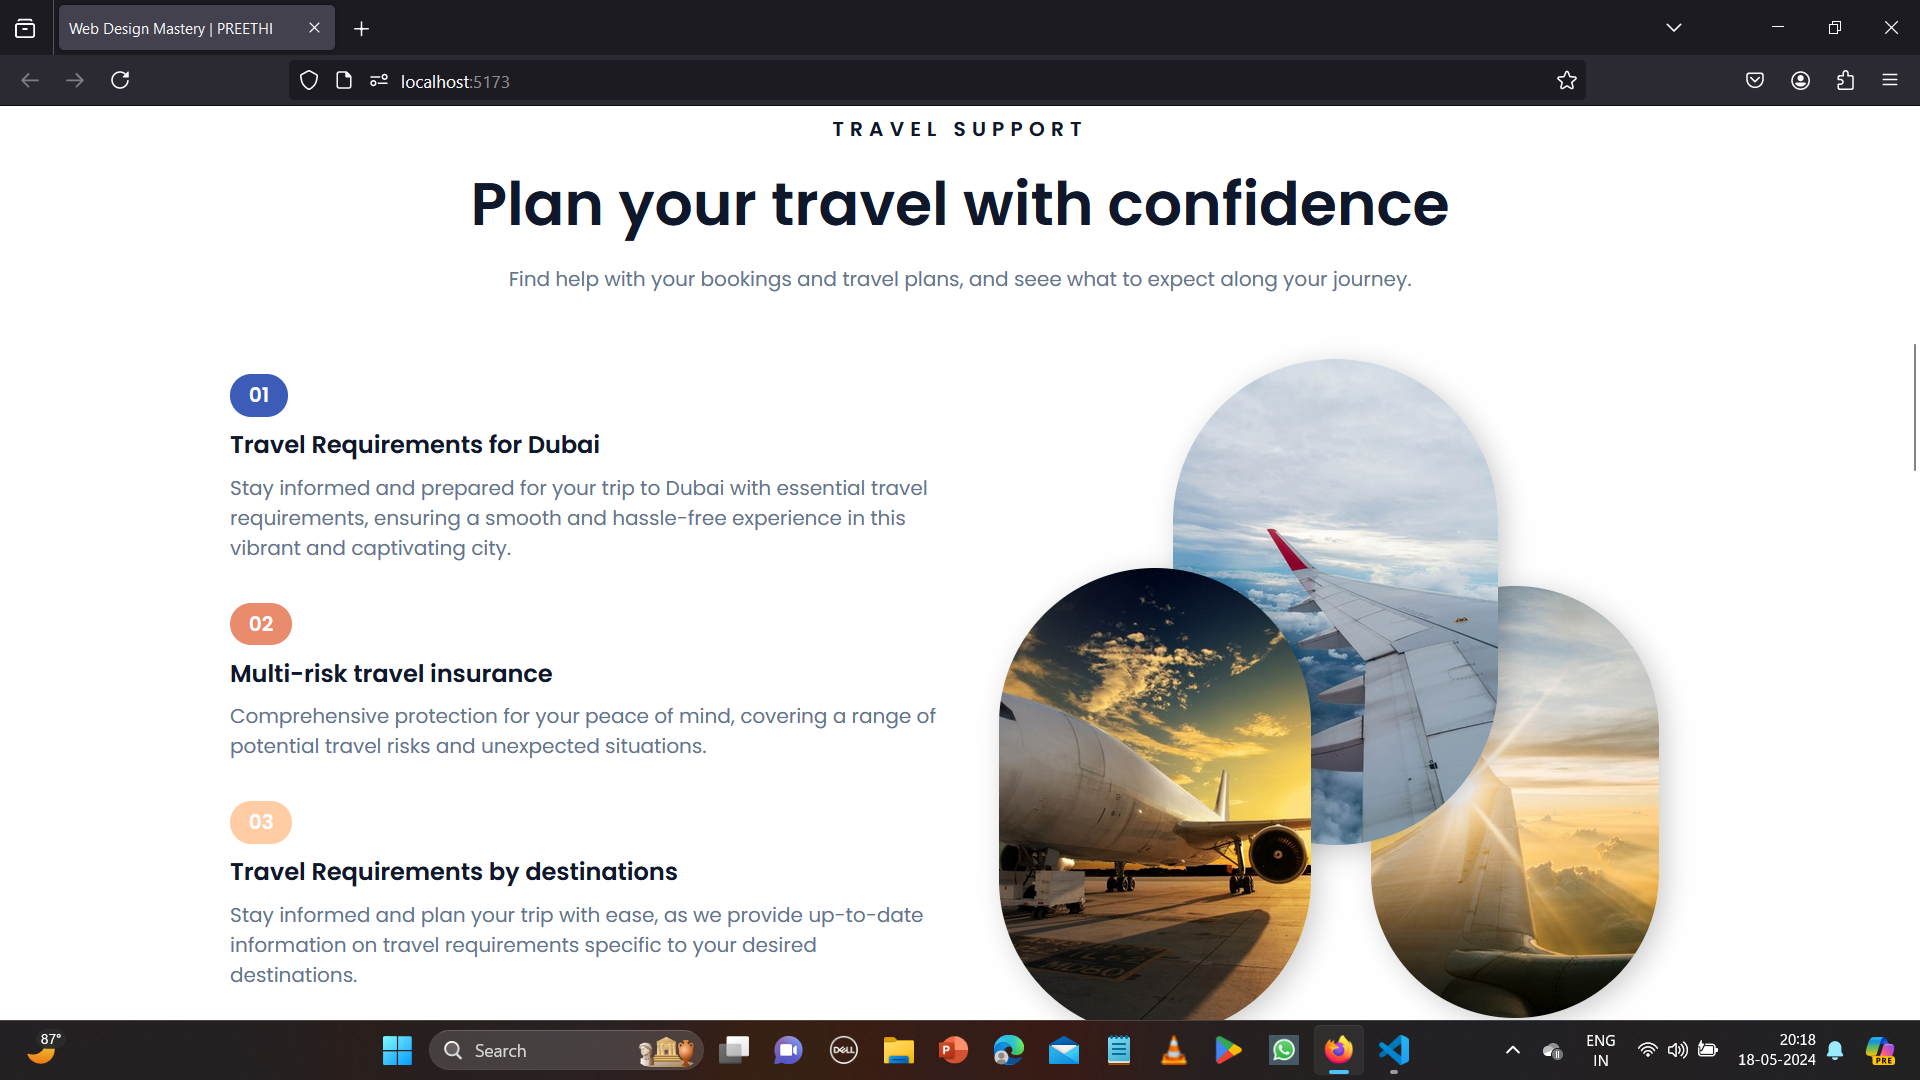 Web Design Mastery | PREETHI
localhost:5173
TRAVEL SUPPORT
Plan your travel with confidence
Find help with your bookings and travel plans, and seee what to expect along your journey.
01
Travel Requirements for Dubai
Stay informed and prepared for your trip to Dubai with essential travel
requirements, ensuring a smooth and hassle-free experience in this
vibrant and captivating city.
02
Multi-risk travel insurance
Comprehensive protection for your peace of mind, covering a range of
potential travel risks and unexpected situations.
03
Travel Requirements by destinations
Stay informed and plan your trip with ease, as we provide up-to-date
information on travel requirements specific to your desired
destinations.
87°
Search
DELL
P
ENG
IN
20:18
18-05-2024
PRE